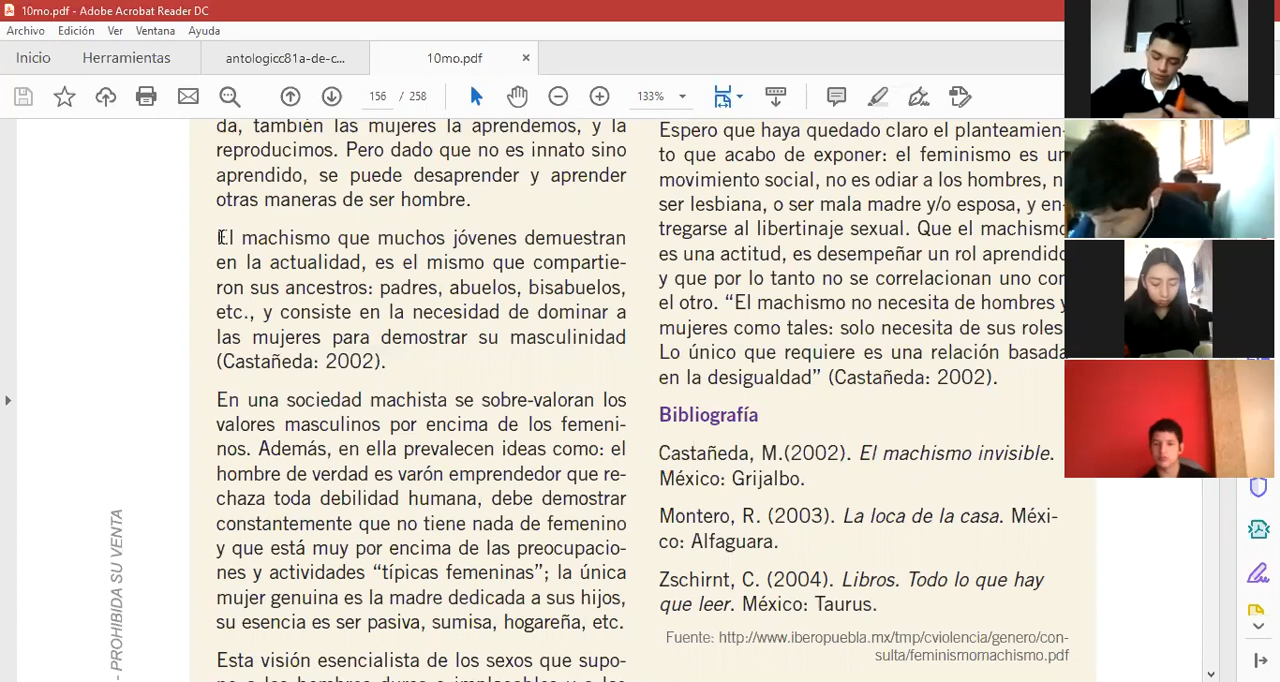 10mo.pdf - Adobe Acrobat Reader DC
Archivo Edición Ver Ventana Ayuda
Inicio Herramientas antologicc81a-de-c... 10mo.pdf ×
156 / 258 133%
da, también las mujeres la aprendemos, y la
reproducimos. Pero dado que no es innato sino
aprendido, se puede desaprender y aprender
otras maneras de ser hombre.
El machismo que muchos jóvenes demuestran
en la actualidad, es el mismo que compartie-
ron sus ancestros: padres, abuelos, bisabuelos,
etc., y consiste en la necesidad de dominar a
las mujeres para demostrar su masculinidad
(Castañeda: 2002).
En una sociedad machista se sobre-valoran los
valores masculinos por encima de los femeni-
nos. Además, en ella prevalecen ideas como: el
hombre de verdad es varón emprendedor que re-
chaza toda debilidad humana, debe demostrar
constantemente que no tiene nada de femenino
y que está muy por encima de las preocupacio-
nes y actividades “típicas femeninas”; la única
mujer genuina es la madre dedicada a sus hijos,
su esencia es ser pasiva, sumisa, hogareña, etc.
Esta visión esencialista de los sexos que supo-
Espero que haya quedado claro el planteamien-
to que acabo de exponer: el feminismo es un
movimiento social, no es odiar a los hombres, n
ser lesbiana, o ser mala madre y/o esposa, y en-
tregarse al libertinaje sexual. Que el machismo
es una actitud, es desempeñar un rol aprendido
y que por lo tanto no se correlacionan uno con
el otro. “El machismo no necesita de hombres y
mujeres como tales: solo necesita de sus roles.
Lo único que requiere es una relación basada
en la desigualdad” (Castañeda: 2002).
Bibliografía
Castañeda, M.(2002). El machismo invisible.
México: Grijalbo.
Montero, R. (2003). La loca de la casa. Méxi-
co: Alfaguara.
Zschirnt, C. (2004). Libros. Todo lo que hay
que leer. México: Taurus.
Fuente: http://www.iberopuebla.mx/tmp/cviolencia/genero/con-
sulta/feminismomachismo.pdf
- PROHIBIDA SU VENTA